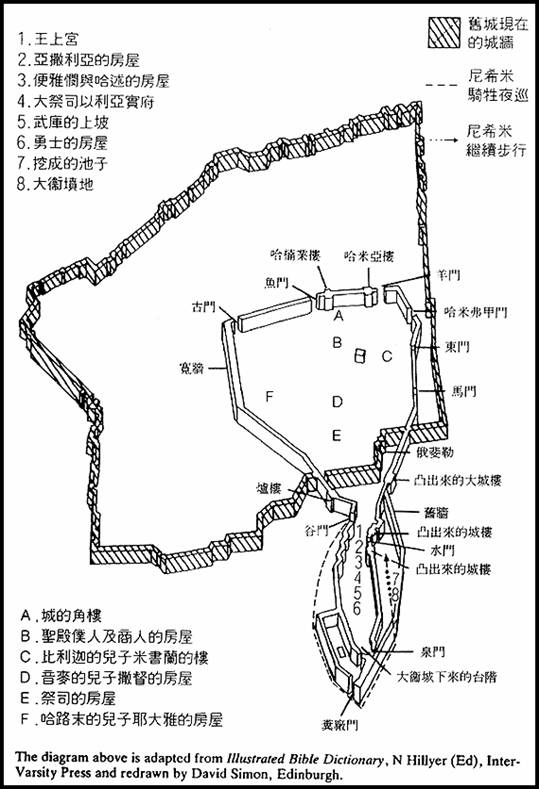 1. 王上宮
2. 亞撒利亞的房屋
3. 便雅憫與哈述的房屋
4. 大祭司以利亞實府
5. 武庫的上坡
6. 勇士的房屋
7. 挖成的池子
8. 大衞墳地
舊城現在
的城牆
尼希米
騎牲夜巡
尼希米
繼續步行
哈楠業樓
哈米亞樓
羊門
魚門
古門
哈米弗甲門
A
B
C
東門
寬牆
馬門
F
D
E
俄斐勒
凸出來的大城樓
爐樓
舊牆
谷門
1
凸出來的城樓
2
水門
3
凸出來的城樓
4
5
6
7
8
泉門
大衞城下來的台階
糞廠門
A. 城的角樓
B. 聖殿僕人及商人的房屋
C. 比利迦的兒子米書蘭的樓
D. 音麥的兒子撒督的房屋
E. 祭司的房屋
F. 哈路末的兒子耶大雅的房屋
The diagram above is adapted from Illustrated Bible Dictionary, N Hillyer (Ed), Inter-
Varsity Press and redrawn by David Simon, Edinburgh.